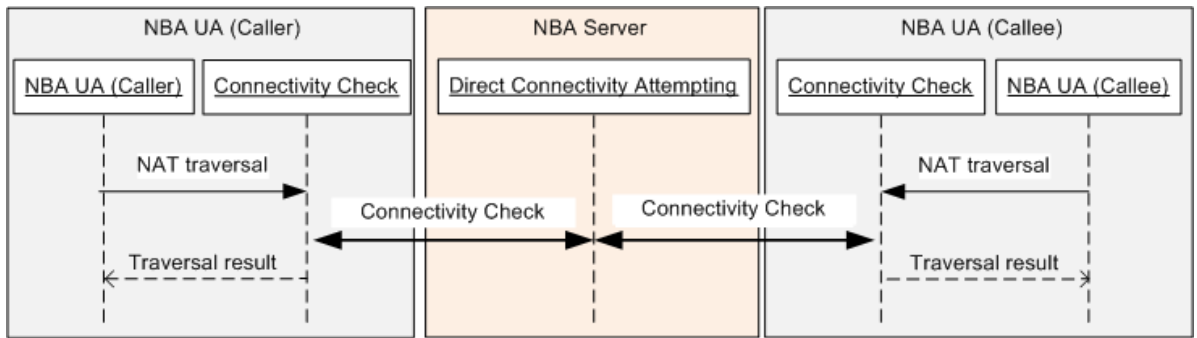 NBA UA (Caller)
NBA Server
NBA UA (Callee)
NBA UA (Caller)
Connectivity Check
Direct Connectivity Attempting
Connectivity Check
NBA UA (Callee)
NAT traversal
NAT traversal
Connectivity Check
Connectivity Check
Traversal result
Traversal result